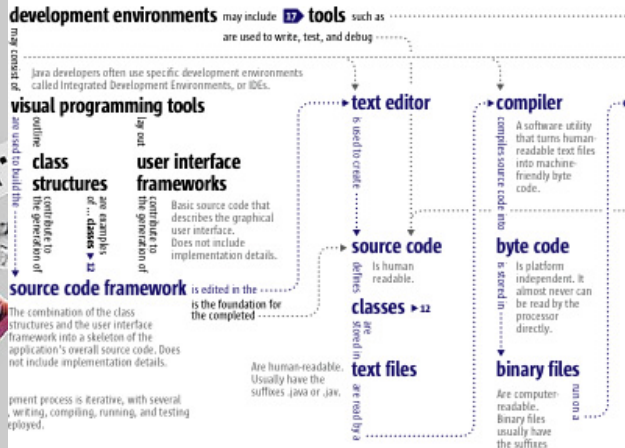 development environments may include 17 tools such as
are used to write, test, and debug
may consist of
Java developers often use specific development environments
called Integrated Development Environments, or IDEs.
visual programming tools
are used to build the
outline
lay out
class
structures
user interface
frameworks
contribute to
the generation of
are examples
of ... classes ▶ 12
contribute to
the generation of
Basic source code that
describes the graphical
user interface.
Does not include
implementation details.
source code framework is edited in the
is the foundation for
the completed
The combination of the class
structures and the user interface
framework into a skeleton of the
application's overall source code. Does
not include implementation details.
pment process is iterative, with several
, writing, compiling, running, and testing
eployed.
text editor
is used to create
source code
Is human
readable.
defines
classes ▶ 12
are
stored in
text files
Are human-readable.
Usually have the
suffixes .java or .jav.
are read by a
compiler
A software utility
that turns human-
readable text files
into machine-
friendly byte
code.
compiles source code into
byte code
Is platform
independent. It
almost never can
be read by the
processor
directly.
is stored in
binary files
Are computer-
readable.
Binary files
usually have
the suffixes
run on a